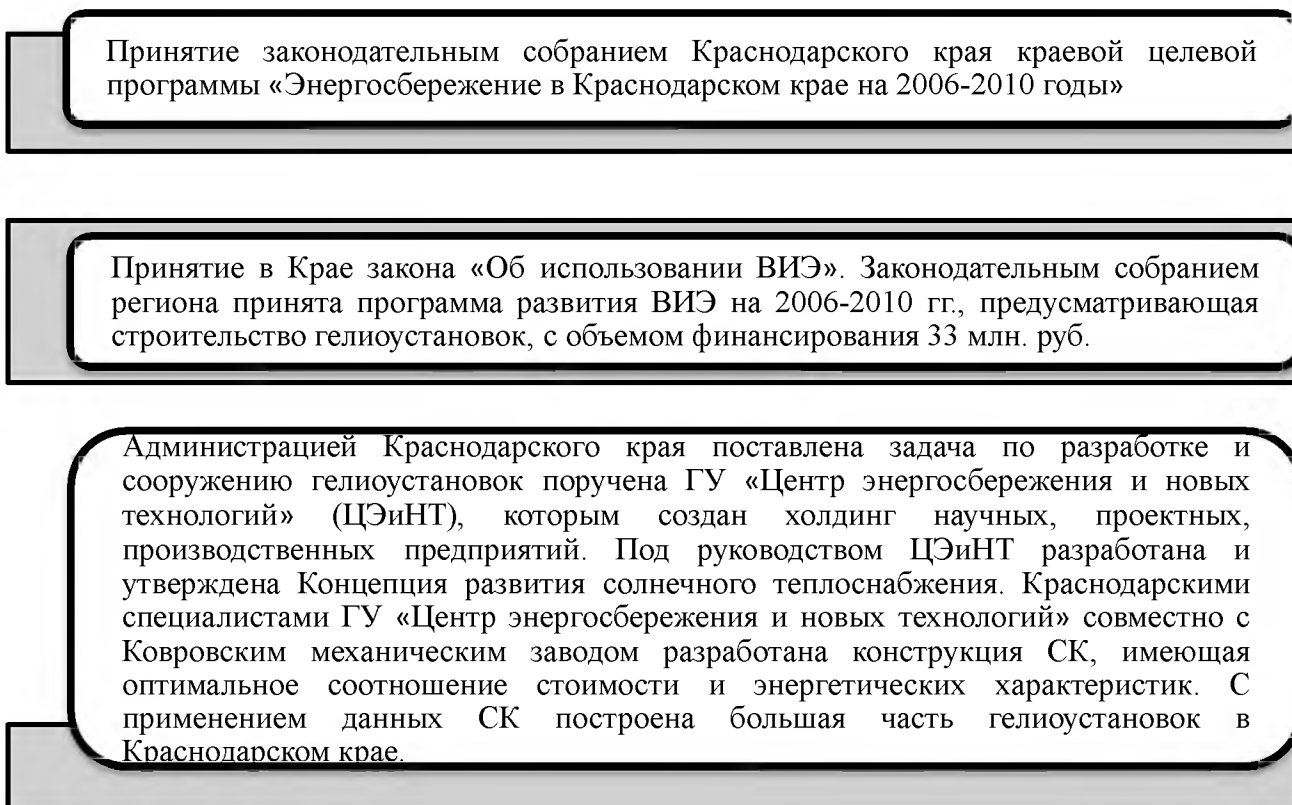 Принятие законодательным собранием Краснодарского края краевой целевой
программы «Энергосбережение в Краснодарском крае на 2006-2010 годы»
Принятие в Крае закона «Об использовании ВИЭ». Законодательным собранием
региона принята программа развития ВИЭ на 2006-2010 гг., предусматривающая
строительство гелиоустановок, с объемом финансирования 33 млн. руб.
Администрацией Краснодарского края поставлена задача по разработке и
сооружению гелиоустановок поручена ГУ «Центр энергосбережения и новых
технологий» (ЦЭиНТ), которым создан холдинг научных, проектных,
производственных предприятий. Под руководством ЦЭиНТ разработана и
утверждена Концепция развития солнечного теплоснабжения. Краснодарскими
специалистами ГУ «Центр энергосбережения и новых технологий» совместно с
Ковровским механическим заводом разработана конструкция СК, имеющая
оптимальное соотношение стоимости и энергетических характеристик. С
применением данных СК построена большая часть гелиоустановок в
Краснодарском крае.